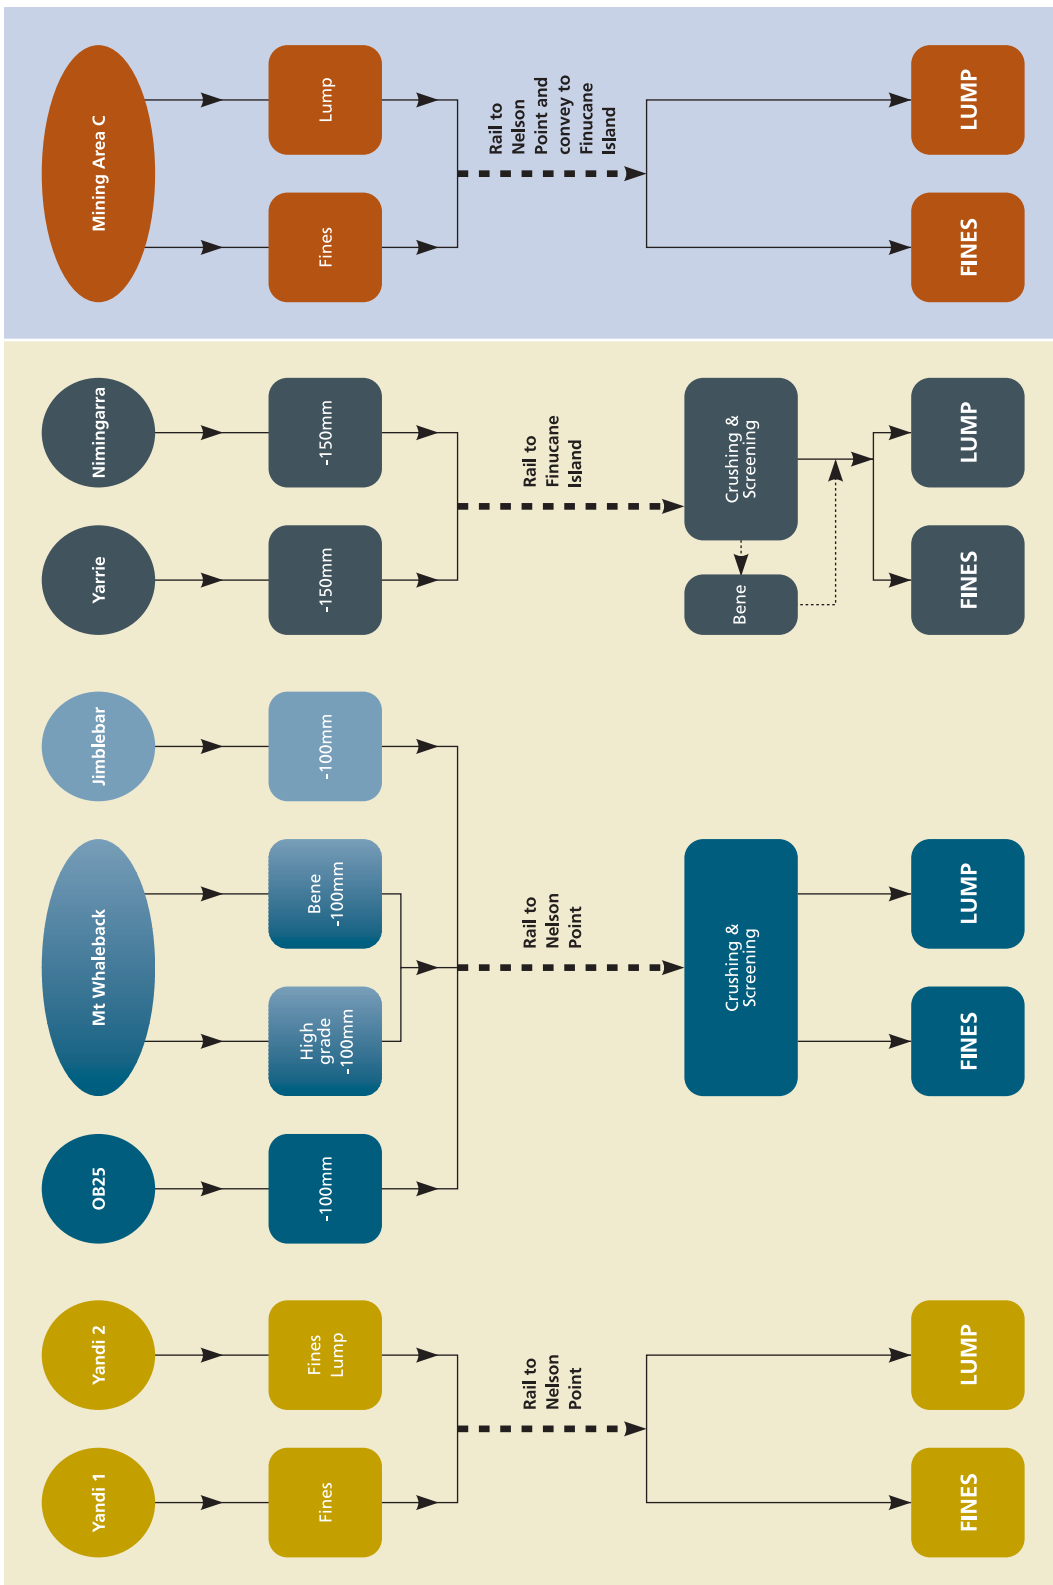 Yandi 1
Yandi 2
OB25
Mt Whaleback
Jimblebar
Yarrie
Nimingarra
Mining Area C
Fines
Fines
Lump
-100mm
High
grade
-100mm
Bene
-100mm
-100mm
-150mm
-150mm
Fines
Lump
Rail to
Nelson
Point
Rail to
Nelson
Point
Rail to
Finucane
Island
Rail to
Nelson
Point and
convey to
Finucane
Island
Crushing &
Screening
Bene
Crushing &
Screening
FINES
LUMP
FINES
LUMP
FINES
LUMP
FINES
LUMP